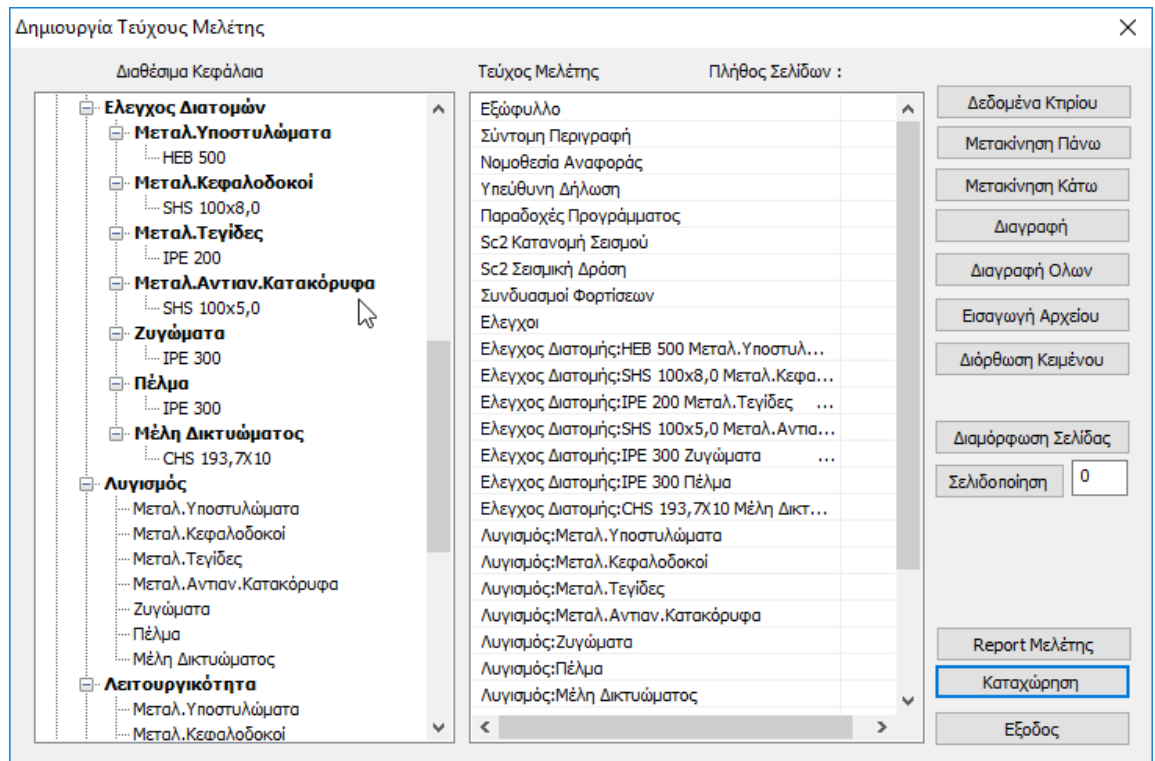 Δημιουργία Τεύχους Μελέτης
Διαθέσιμα Κεφάλαια
Ελεγχος Διατομών
Μεταλ.Υποστυλώματα
HEB 500
Μεταλ.Κεφαλοδοκοί
SHS 100x8,0
Μεταλ.Τεγίδες
IPE 200
Μεταλ.Αντιαν.Κατακόρυφα
SHS 100x5,0
Ζυγώματα
IPE 300
Πέλμα
IPE 300
Μέλη Δικτυώματος
CHS 193,7X10
Λυγισμός
Μεταλ.Υποστυλώματα
Μεταλ.Κεφαλοδοκοί
Μεταλ.Τεγίδες
Μεταλ.Αντιαν.Κατακόρυφα
Ζυγώματα
Πέλμα
Μέλη Δικτυώματος
Λειτουργικότητα
Μεταλ.Υποστυλώματα
Μεταλ.Κεφαλοδοκοί
Τεύχος Μελέτης
Πλήθος Σελίδων :
Εξώφυλλο
Σύντομη Περιγραφή
Νομοθεσία Αναφοράς
Υπεύθυνη Δήλωση
Παραδοχές Προγράμματος
Sc2 Κατανομή Σεισμού
Sc2 Σεισμική Δράση
Συνδυασμοί Φορτίσεων
Ελεγχοι
Ελεγχος Διατομής:HEB 500 Μεταλ.Υποστυλ...
Ελεγχος Διατομής:SHS 100x8,0 Μεταλ.Κεφα...
Ελεγχος Διατομής:IPE 200 Μεταλ.Τεγίδες ...
Ελεγχος Διατομής:SHS 100x5,0 Μεταλ.Αντια...
Ελεγχος Διατομής:IPE 300 Ζυγώματα ...
Ελεγχος Διατομής:IPE 300 Πέλμα
Ελεγχος Διατομής:CHS 193,7X10 Μέλη Δικτ...
Λυγισμός:Μεταλ.Υποστυλώματα
Λυγισμός:Μεταλ.Κεφαλοδοκοί
Λυγισμός:Μεταλ.Τεγίδες
Λυγισμός:Μεταλ.Αντιαν.Κατακόρυφα
Λυγισμός:Ζυγώματα
Λυγισμός:Πέλμα
Λυγισμός:Μέλη Δικτυώματος
Δεδομένα Κτιρίου
Μετακίνηση Πάνω
Μετακίνηση Κάτω
Διαγραφή
Διαγραφή Ολων
Εισαγωγή Αρχείου
Διόρθωση Κειμένου
Διαμόρφωση Σελίδας
Σελιδοποίηση 0
Report Μελέτης
Καταχώρηση
Εξοδος